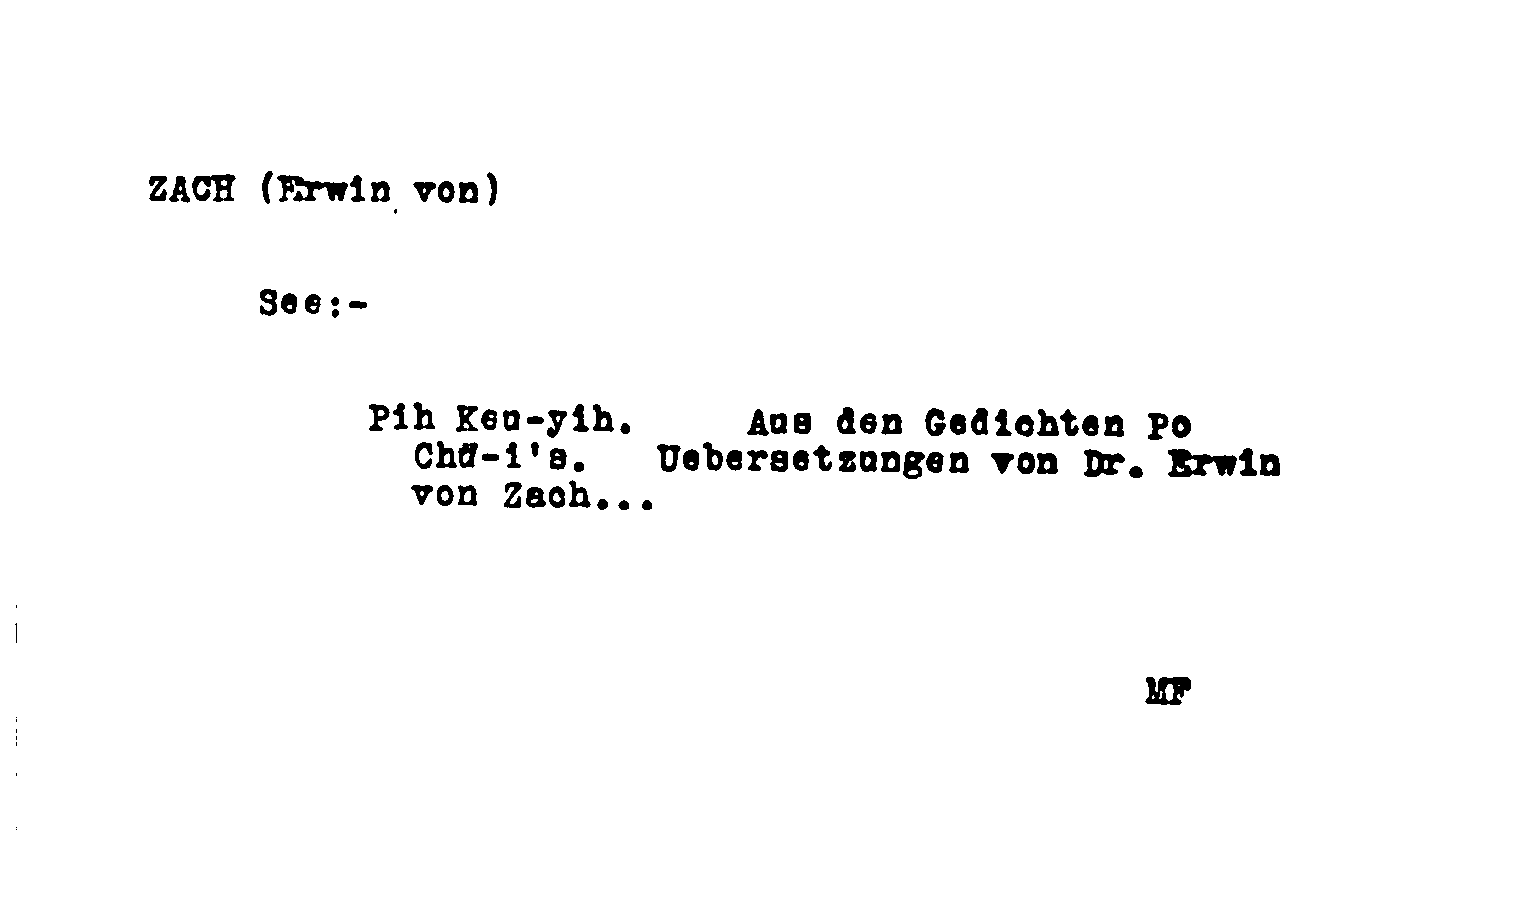 ZACH (Erwin von)
See:-
Pih Keu-yih. Aus den Gedichten Po
Chü-i's. Uebersetzungen von Dr. Erwin
von Zach...
MF